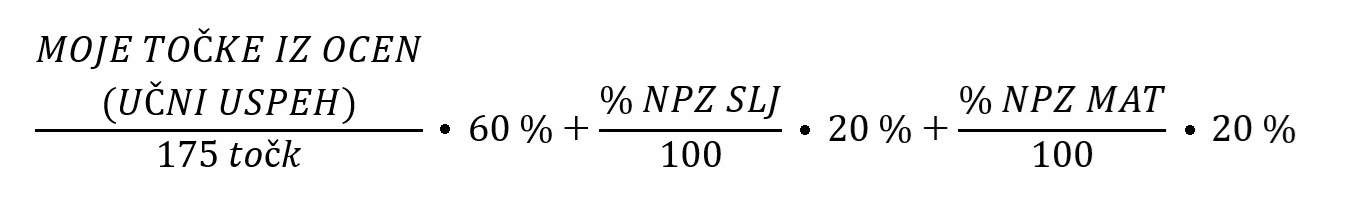 MOJE TOČKE IZ OCEN
(UČNI USPEH)
175 točk
• 60 % +
% NPZ SLJ
100
• 20 % +
% NPZ MAT
100
• 20 %